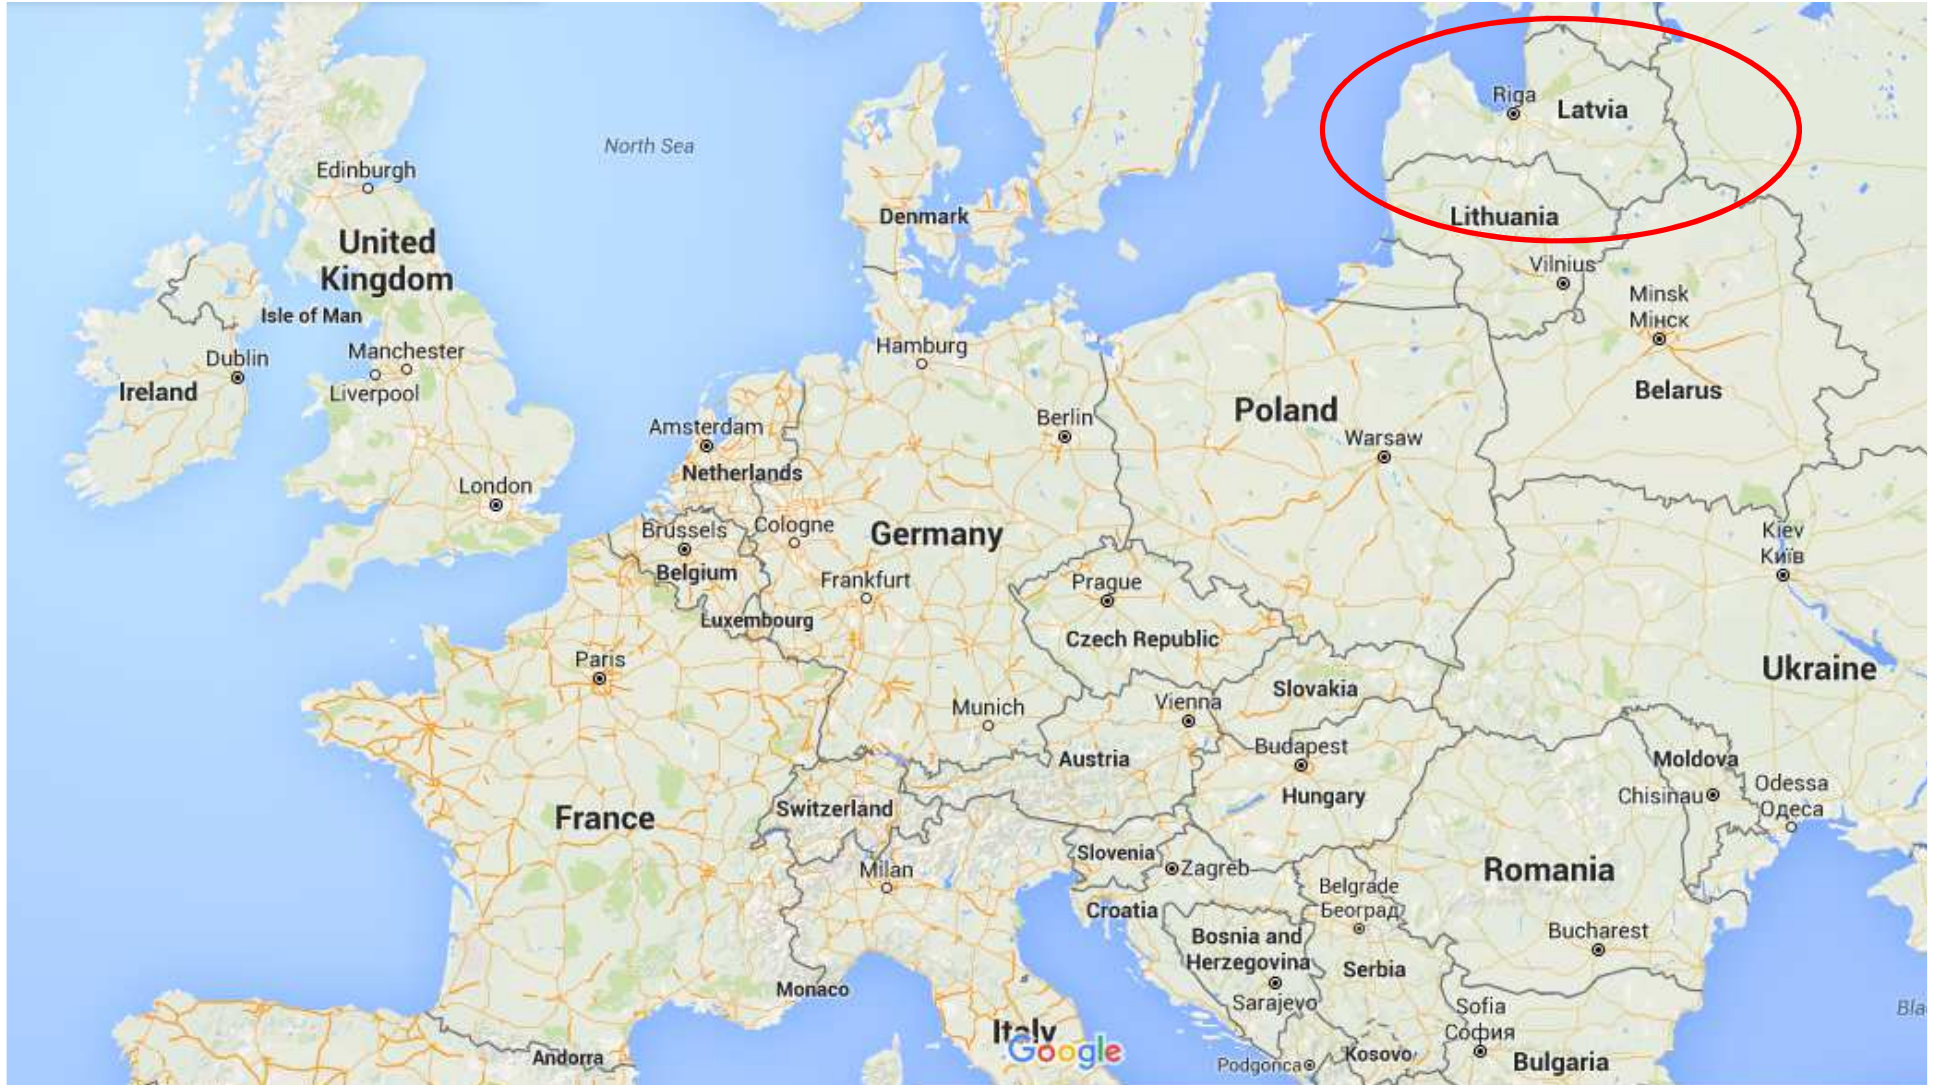 Riga
Latvia
North Sea
Edinburgh
Denmark
Lithuania
United
Kingdom
Vilnius
Minsk
Мінск
Isle of Man
Hamburg
Dublin
Manchester
Ireland
Liverpool
Belarus
Poland
Berlin
Amsterdam
Warsaw
Netherlands
London
Brussels
Cologne
Germany
Kiev
Київ
Belgium
Frankfurt
Prague
Luxembourg
Czech Republic
Paris
Ukraine
Slovakia
Munich
Vienna
Budapest
Austria
Moldova
Hungary
Chisinau
Odessa
Одеса
Switzerland
France
Slovenia
Zagreb
Milan
Romania
Belgrade
Београд
Croatia
Bosnia and
Herzegovina
Bucharest
Serbia
Monaco
Sarajevo
Sofia
София
Bla
Italy
Google
Andorra
Kosovo
Podgorica
Bulgaria